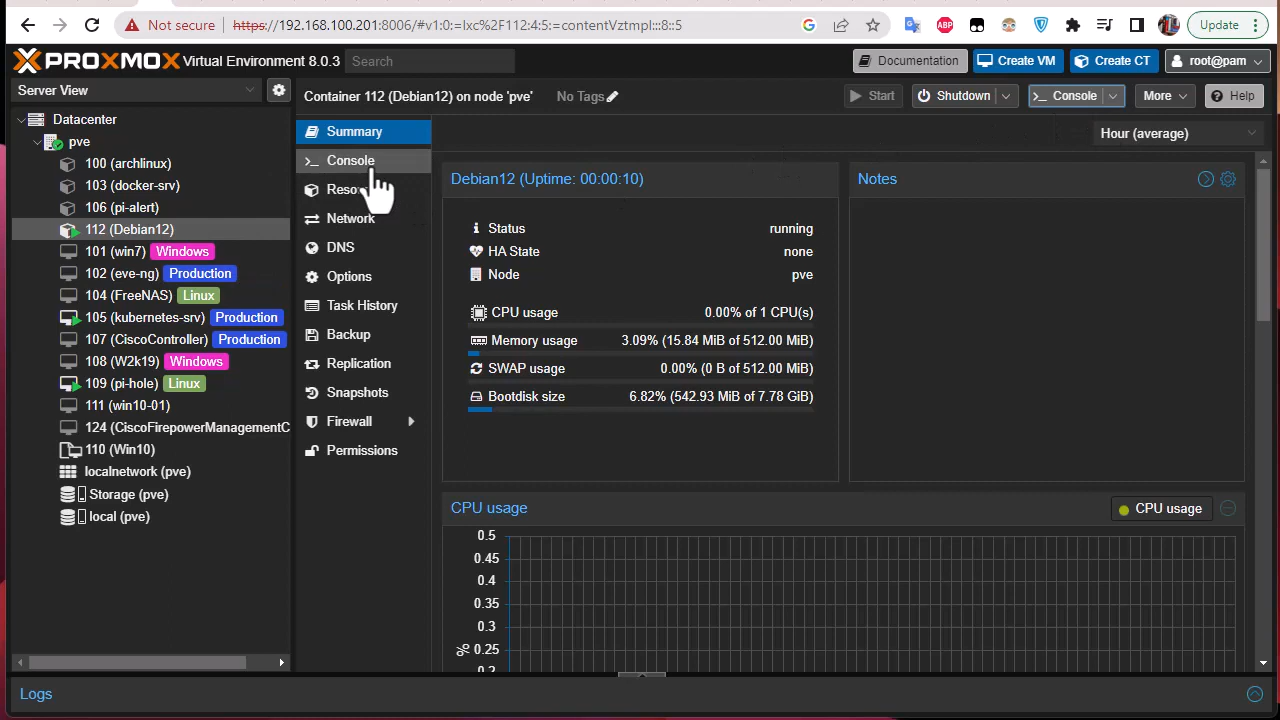 Not secure https://192.168.100.201:8006/#v1:0:=lxc%2F112:4:5:=contentVztmpl:::8::5 ABP Update
PROXMOX Virtual Environment 8.0.3 Search Documentation Create VM Create CT root@pam
Server View
Container 112 (Debian12) on node 'pve' No Tags Start Shutdown Console More Help
Datacenter
pve
100 (archlinux)
103 (docker-srv)
106 (pi-alert)
112 (Debian12)
101 (win7) Windows
102 (eve-ng) Production
104 (FreeNAS) Linux
105 (kubernetes-srv) Production
107 (CiscoController) Production
108 (W2k19) Windows
109 (pi-hole) Linux
111 (win10-01)
124 (CiscoFirepowerManagementC
110 (Win10)
localnetwork (pve)
Storage (pve)
local (pve)
Summary
Console
Reso
Network
DNS
Options
Task History
Backup
Replication
Snapshots
Firewall
Permissions
Hour (average)
Debian12 (Uptime: 00:00:10)
Status running
HA State none
Node pve
CPU usage 0.00% of 1 CPU(s)
Memory usage 3.09% (15.84 MiB of 512.00 MiB)
SWAP usage 0.00% (0 B of 512.00 MiB)
Bootdisk size 6.82% (542.93 MiB of 7.78 GiB)
Notes
CPU usage
CPU usage
0.5
0.45
0.4
0.35
0.3
0.25
0.2
%
Logs